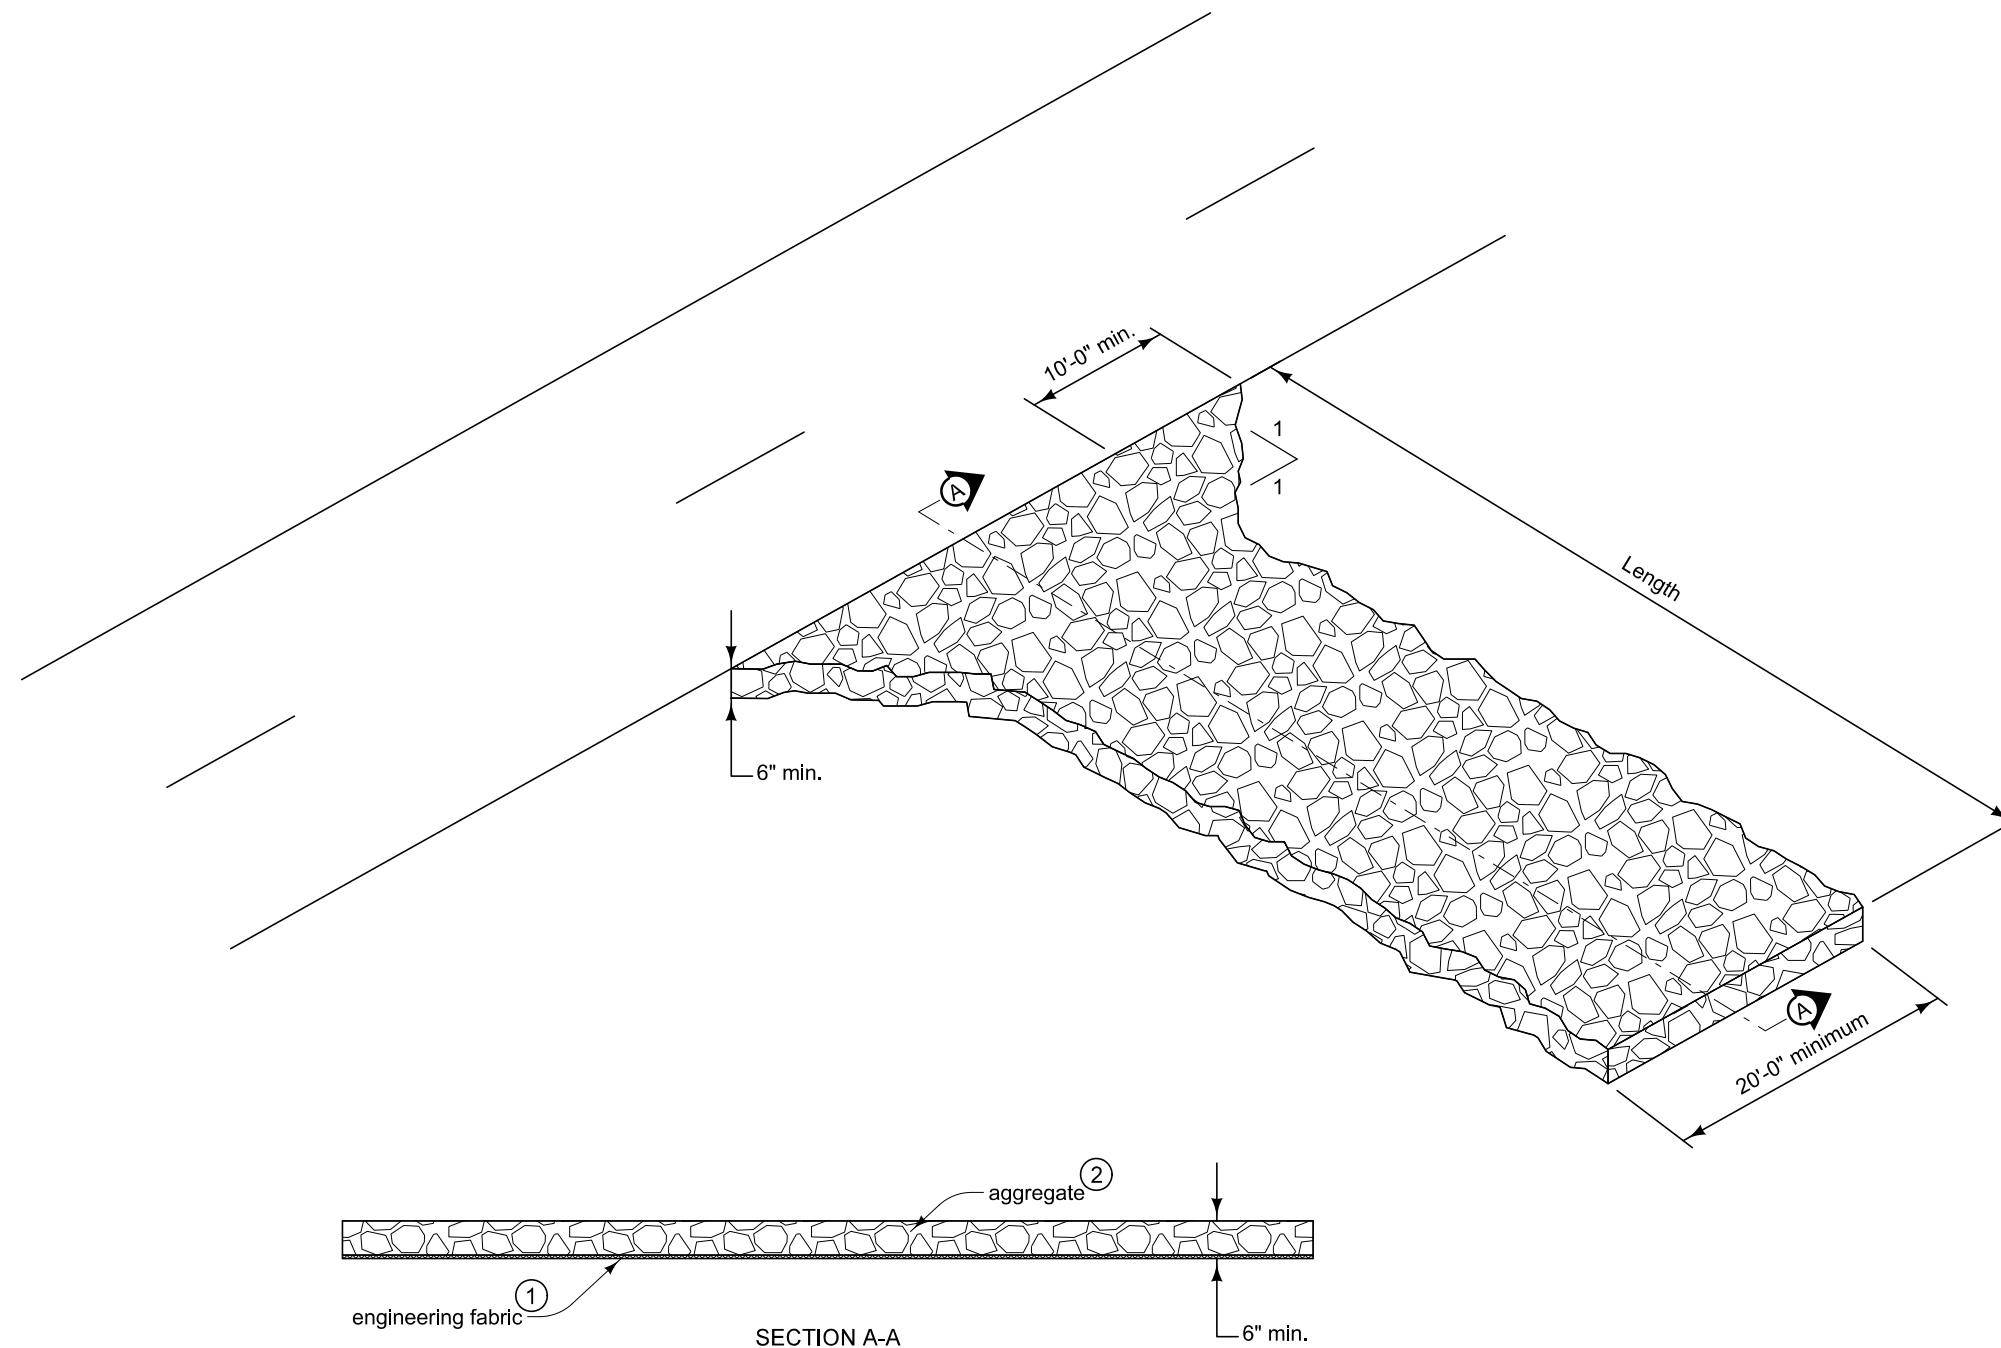 10'-0" min.
1
1
A
Length
6" min.
A
20'-0" minimum
aggregate 2
engineering fabric 1
SECTION A-A
6" min.